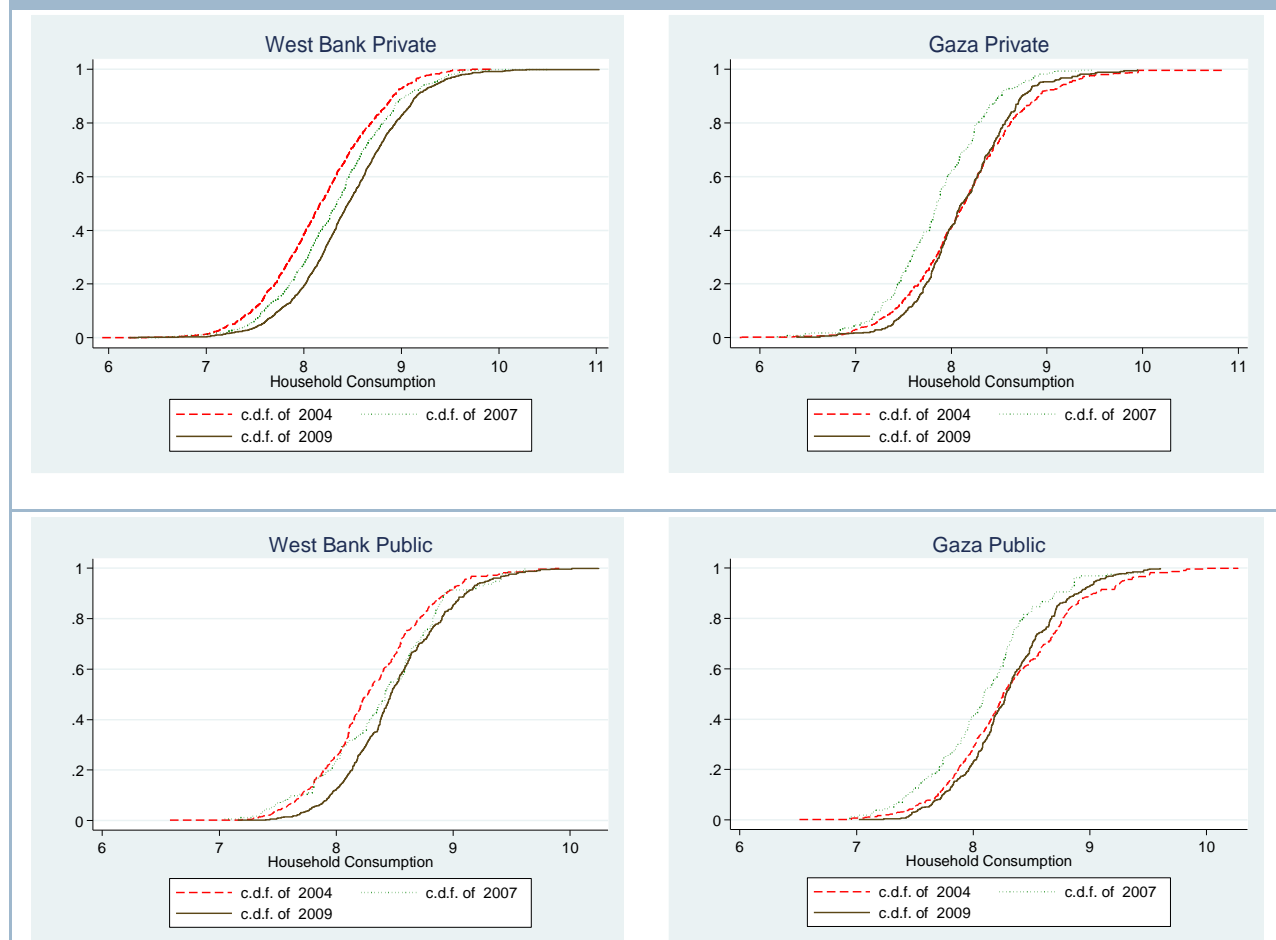 West Bank Private
1
.8
.6
.4
.2
0
6 7 8 9 10 11
Household Consumption
c.d.f. of 2004 c.d.f. of 2007
c.d.f. of 2009
Gaza Private
1
.8
.6
.4
.2
0
6 7 8 9 10 11
Household Consumption
c.d.f. of 2004 c.d.f. of 2007
c.d.f. of 2009
West Bank Public
1
.8
.6
.4
.2
0
6 7 8 9 10
Household Consumption
c.d.f. of 2004 c.d.f. of 2007
c.d.f. of 2009
Gaza Public
1
.8
.6
.4
.2
0
6 7 8 9 10
Household Consumption
c.d.f. of 2004 c.d.f. of 2007
c.d.f. of 2009